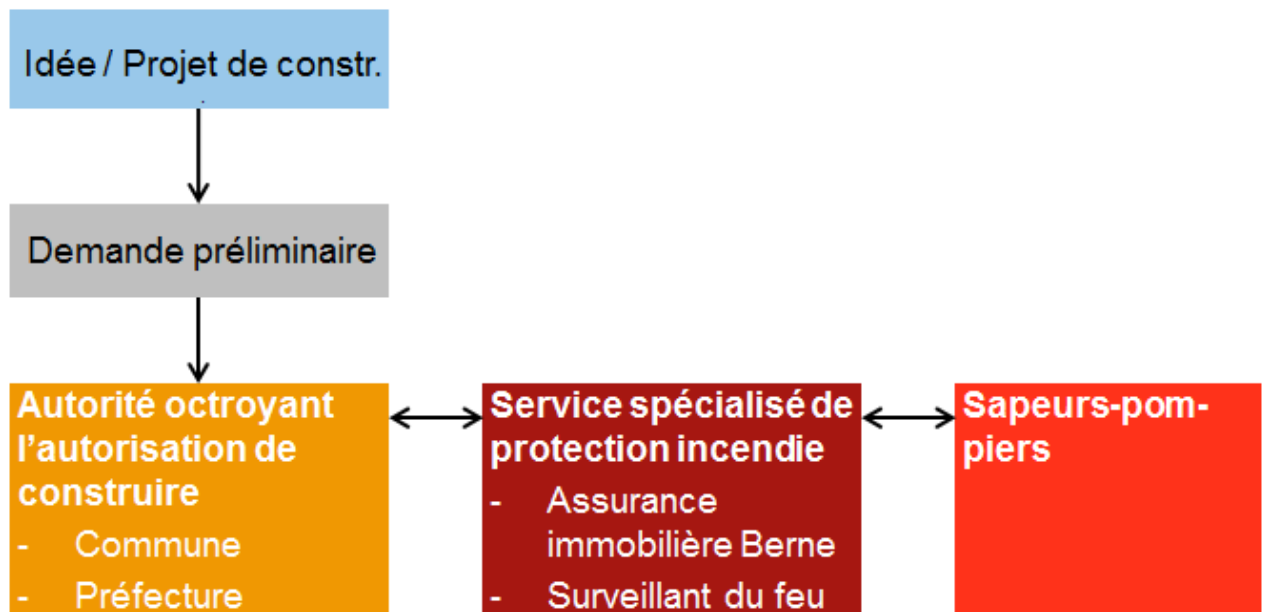 Idée / Projet de constr.
Demande préliminaire
Autorité octroyant
l’autorisation de
construire
- Commune
- Préfecture
Service spécialisé de
protection incendie
- Assurance
immobilière Berne
- Surveillant du feu
Sapeurs-pom-
piers